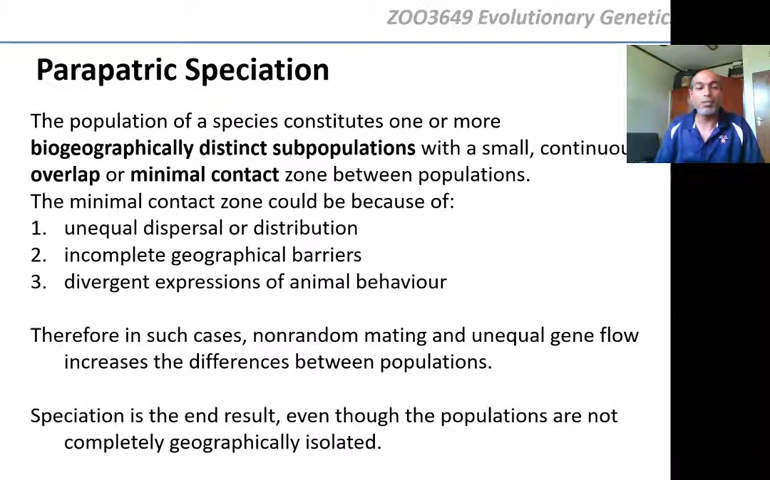 ZOO3649 Evolutionary Genetic
Parapatric Speciation
The population of a species constitutes one or more
biogeographically distinct subpopulations with a small, continuou
overlap or minimal contact zone between populations.
The minimal contact zone could be because of:
1. unequal dispersal or distribution
2. incomplete geographical barriers
3. divergent expressions of animal behaviour
Therefore in such cases, nonrandom mating and unequal gene flow
increases the differences between populations.
Speciation is the end result, even though the populations are not
completely geographically isolated.